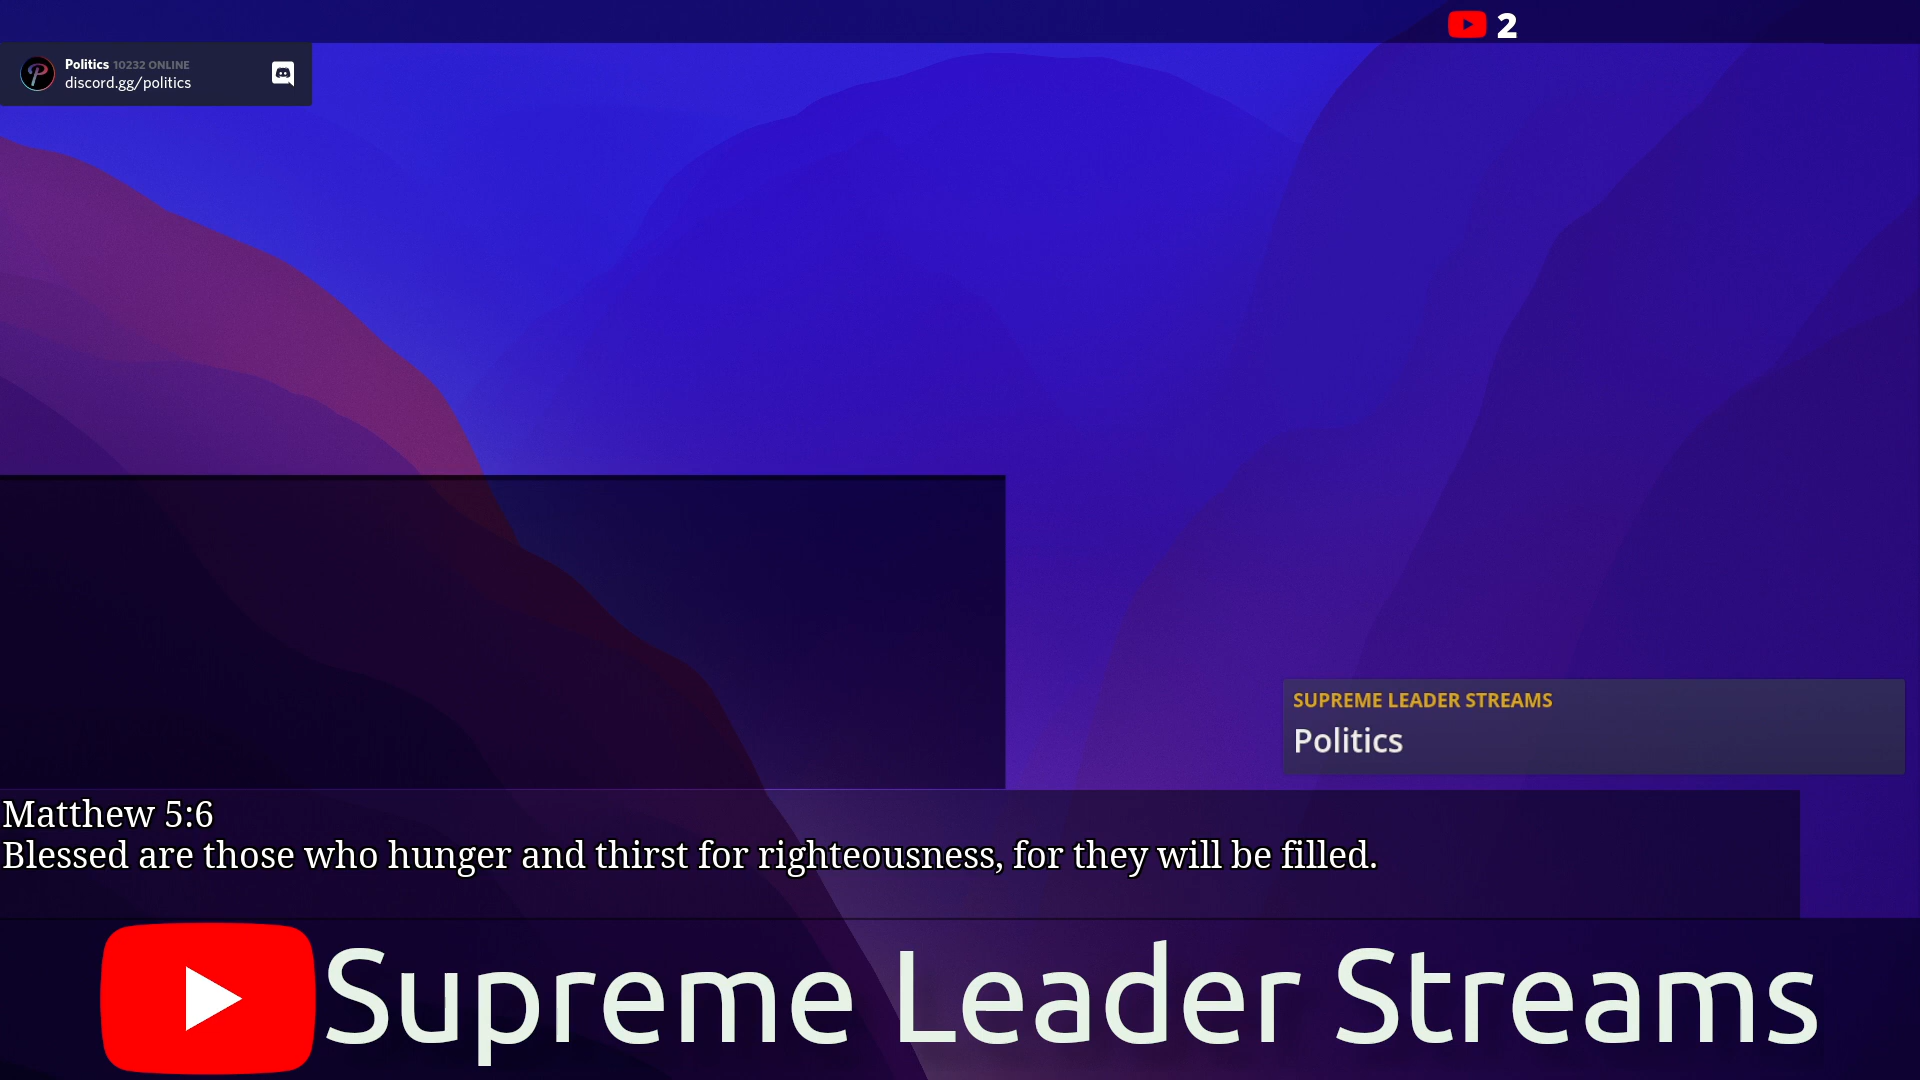 2
Politics 10232 ONLINE
discord.gg/politics
SUPREME LEADER STREAMS
Politics
Matthew 5:6
Blessed are those who hunger and thirst for righteousness, for they will be filled.
Supreme Leader Streams